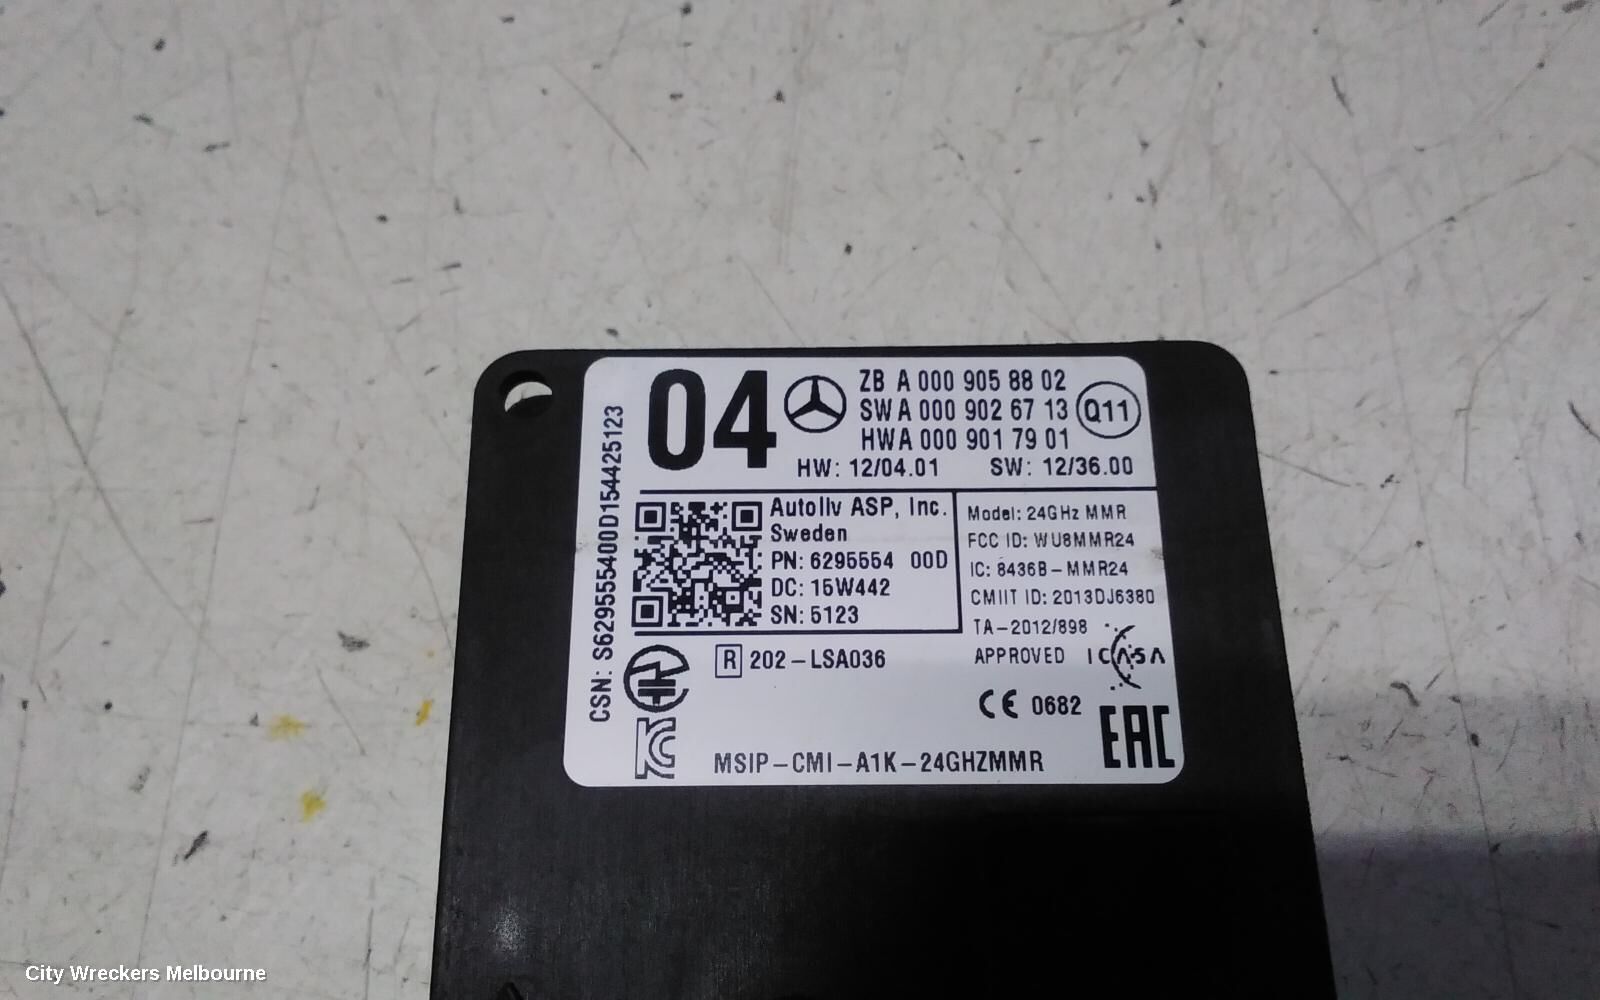 04
ZB A 000 905 88 02
SW A 000 902 67 13
HW A 000 901 79 01
Q11
HW: 12/04.01 SW: 12/36.00
CSN: S629555400D154425123
Autoliv ASP, Inc.
Sweden
PN: 6295554 00D
DC: 15W442
SN: 5123
Model: 24GHz MMR
FCC ID: WU8MMR24
IC: 8436B-MMR24
CMIIT ID: 2013DJ6380
TA-2012/898
APPROVED ICASA
R 202-LSA036
CE 0682
EAC
KC
MSIP-CMI-A1K-24GHZMMR
City Wreckers Melbourne